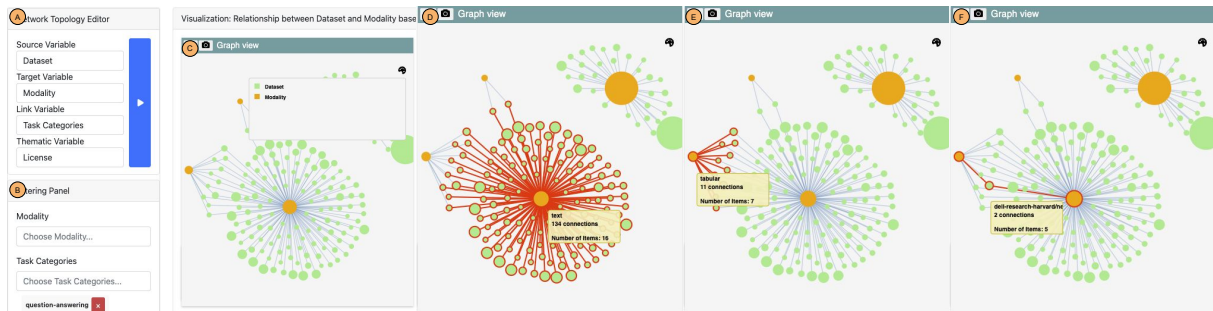 A
Network Topology Editor
Source Variable
Dataset
Target Variable
Modality
Link Variable
Task Categories
Thematic Variable
License
B
Filtering Panel
Modality
Choose Modality...
Task Categories
Choose Task Categories...
question-answering x
Visualization: Relationship between Dataset and Modality base
C
Graph view
Dataset
Modality
D
Graph view
text
134 connections
Number of Items: 16
E
Graph view
tabular
11 connections
Number of Items: 7
F
Graph view
dell-research-harvard/ne
2 connections
Number of Items: 5